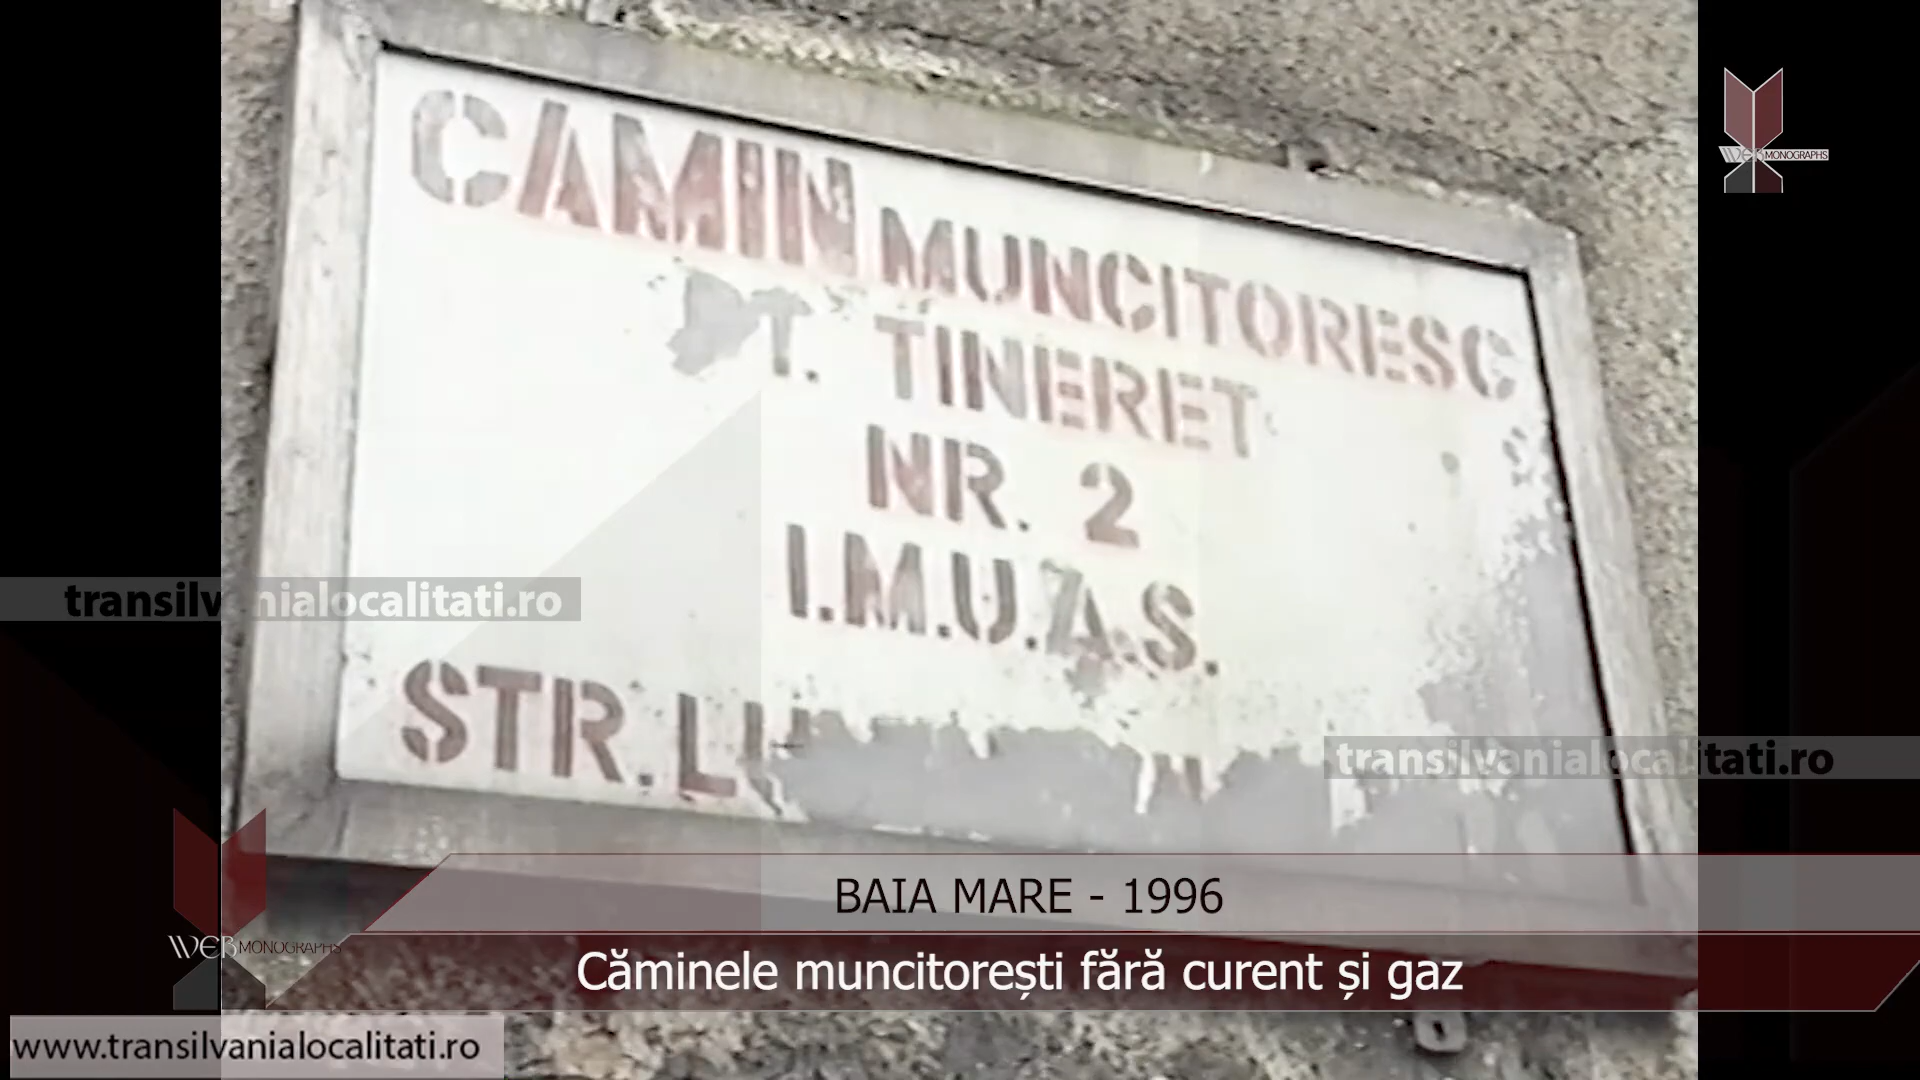 CAMIN MUNCITORESC
PT. TINERET
NR. 2
I.M.U.A.S.
STR.
WEB MONOGRAPHS
transilvanialocalitati.ro
transilvanialocalitati.ro
BAIA MARE - 1996
WEB MONOGRAPHS
Căminele muncitorești fără curent și gaz
www.transilvanialocalitati.ro